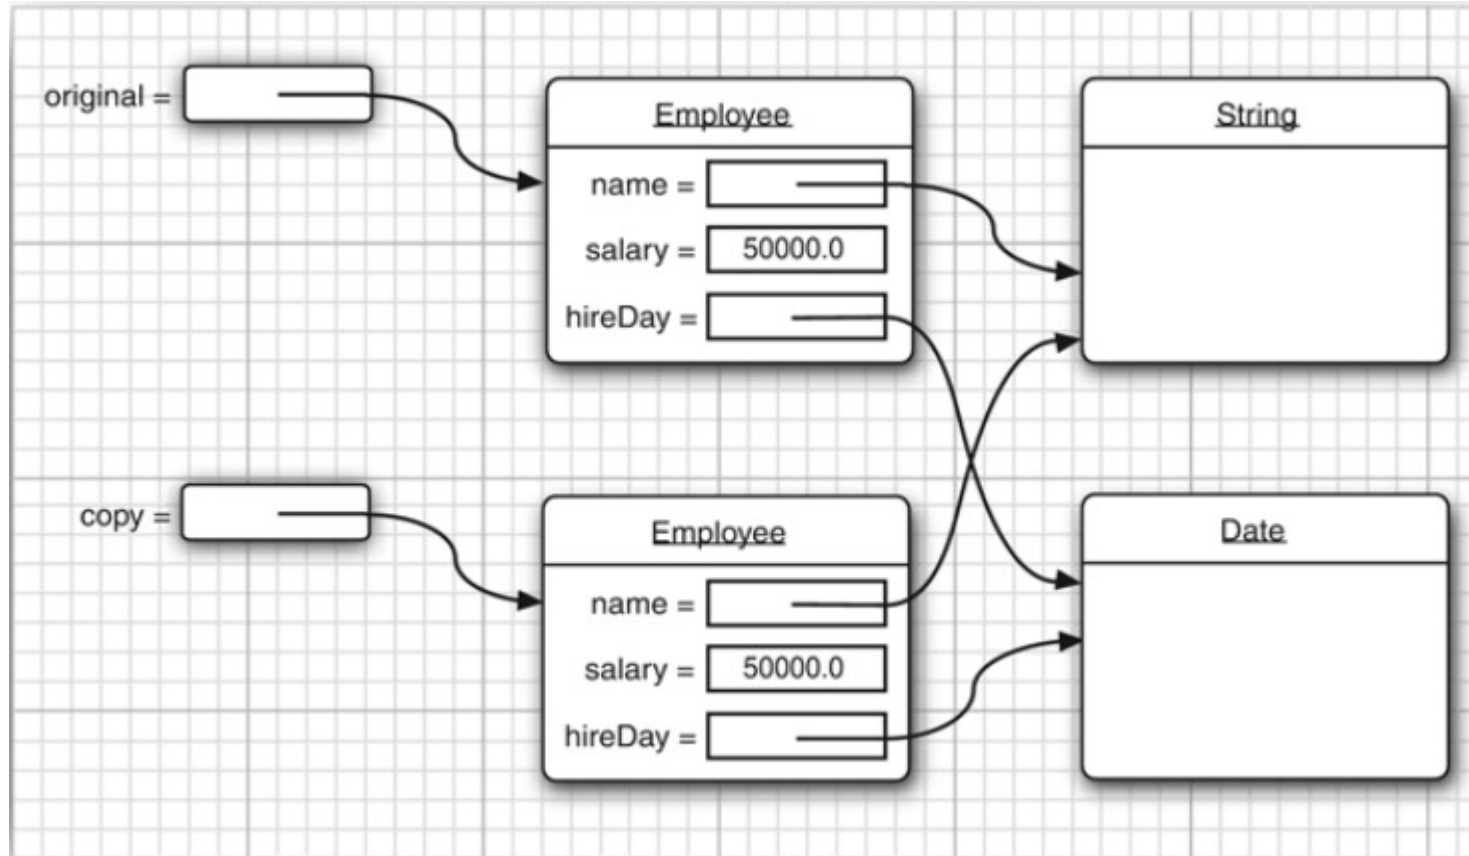 original =
Employee
name =
salary = 50000.0
hireDay =
String
copy =
Employee
name =
salary = 50000.0
hireDay =
Date